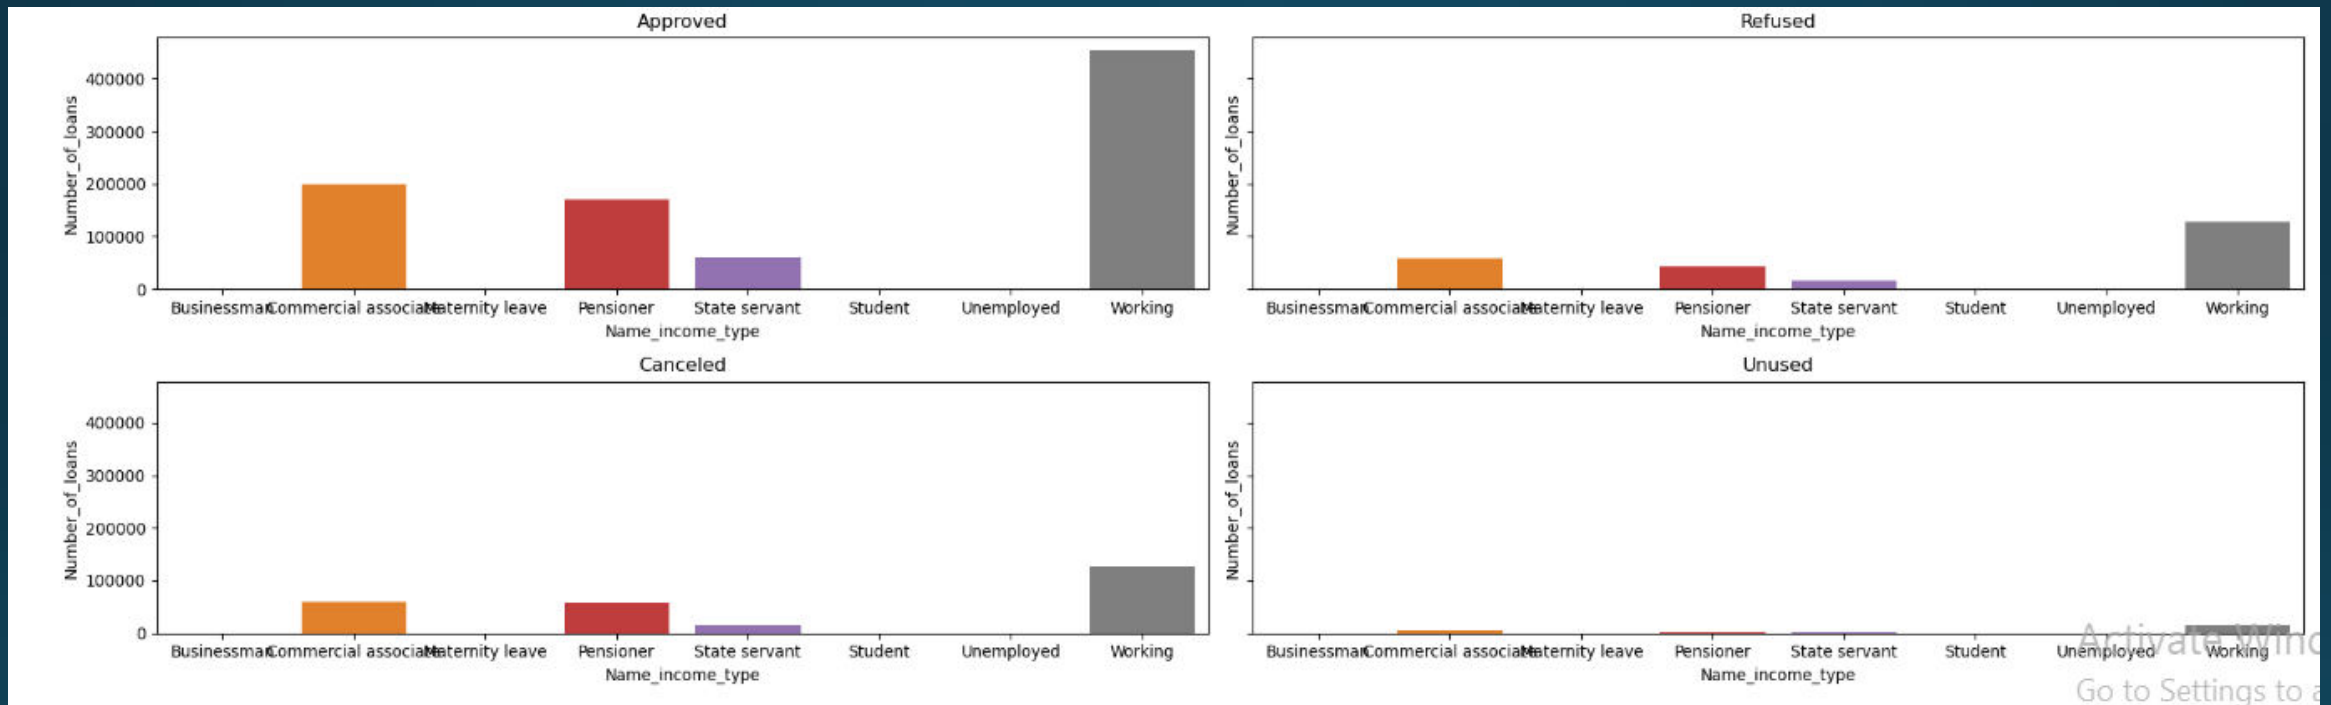 Approved
Number_of_loans
400000
300000
200000
100000
0
Businessman Commercial associate Maternity leave Pensioner State servant Student Unemployed Working
Name_income_type
Refused
Number_of_loans
Businessman Commercial associate Maternity leave Pensioner State servant Student Unemployed Working
Name_income_type
Canceled
Number_of_loans
400000
300000
200000
100000
0
Businessman Commercial associate Maternity leave Pensioner State servant Student Unemployed Working
Name_income_type
Unused
Number_of_loans
Businessman Commercial associate Maternity leave Pensioner State servant Student Unemployed Working
Name_income_type
Activate Wind
Go to Settings to a